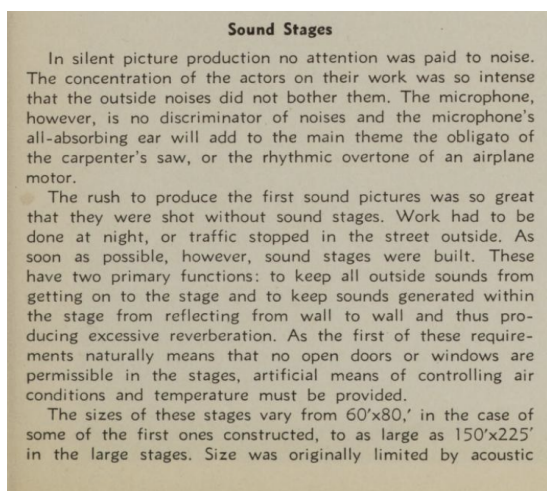 Sound Stages
In silent picture production no attention was paid to noise.
The concentration of the actors on their work was so intense
that the outside noises did not bother them. The microphone,
however, is no discriminator of noises and the microphone's
all-absorbing ear will add to the main theme the obligato of
the carpenter's saw, or the rhythmic overtone of an airplane
motor.
The rush to produce the first sound pictures was so great
that they were shot without sound stages. Work had to be
done at night, or traffic stopped in the street outside. As
soon as possible, however, sound stages were built. These
have two primary functions: to keep all outside sounds from
getting on to the stage and to keep sounds generated within
the stage from reflecting from wall to wall and thus pro-
ducing excessive reverberation. As the first of these require-
ments naturally means that no open doors or windows are
permissible in the stages, artificial means of controlling air
conditions and temperature must be provided.
The sizes of these stages vary from 60'x80,' in the case of
some of the first ones constructed, to as large as 150'x225'
in the large stages. Size was originally limited by acoustic